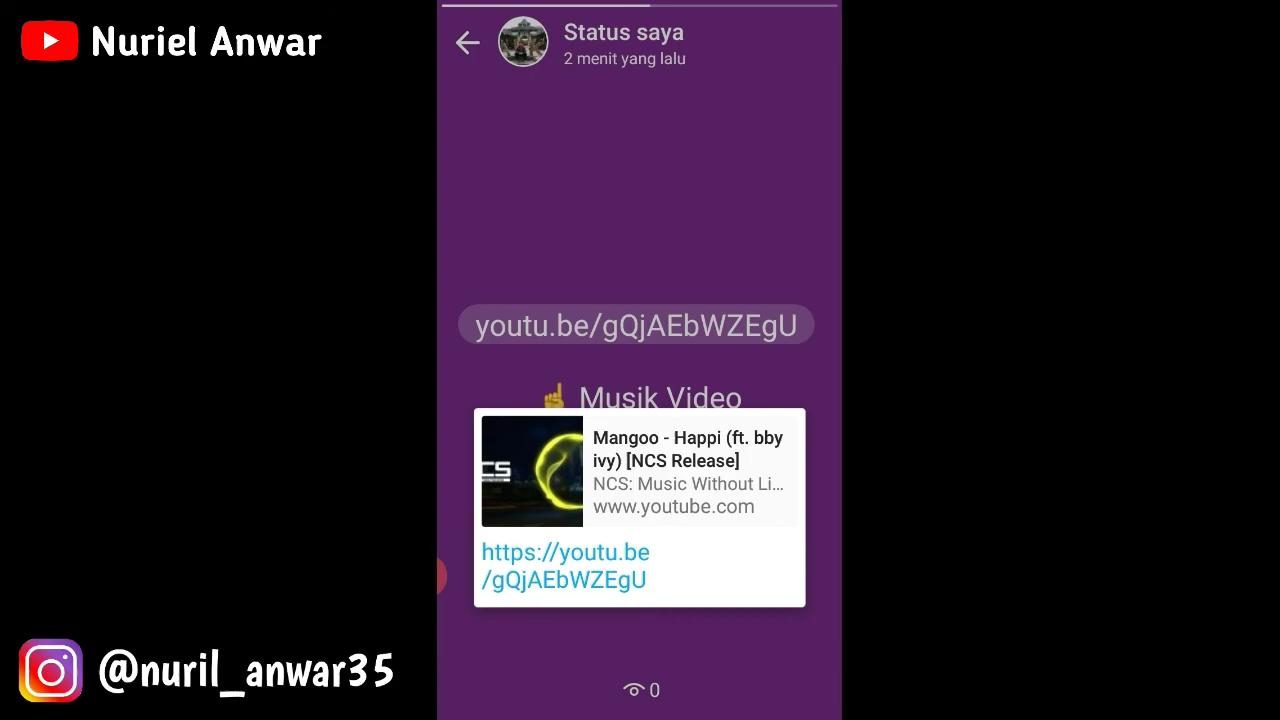 Nuriel Anwar
Status saya
2 menit yang lalu
youtu.be/gQjAEbWZEgU
☝ Musik Video
CS
Mangoo - Happi (ft. bby
ivy) [NCS Release]
NCS: Music Without Li...
www.youtube.com
https://youtu.be
/gQjAEbWZEgU
0
@nuril_anwar35